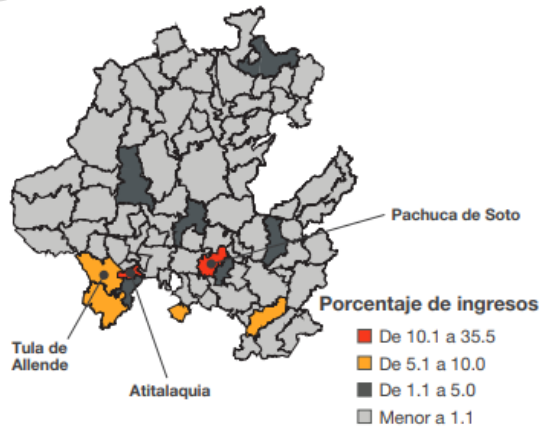 Pachuca de Soto
Porcentaje de ingresos
De 10.1 a 35.5
De 5.1 a 10.0
De 1.1 a 5.0
Menor a 1.1
Tula de
Allende
Atitalaquia